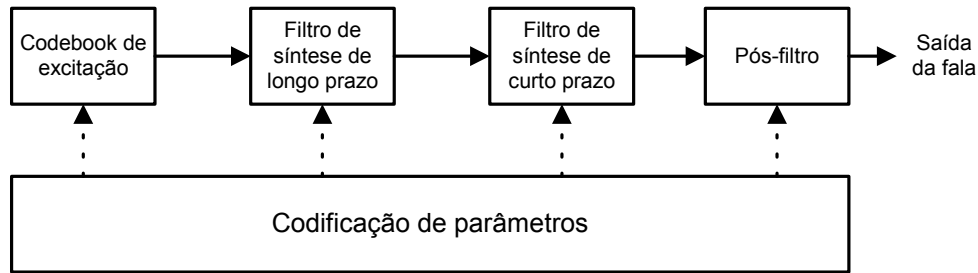 Codebook de
excitação
Filtro de
síntese de
longo prazo
Filtro de
síntese de
curto prazo
Pós-filtro
Saída
da fala
Codificação de parâmetros